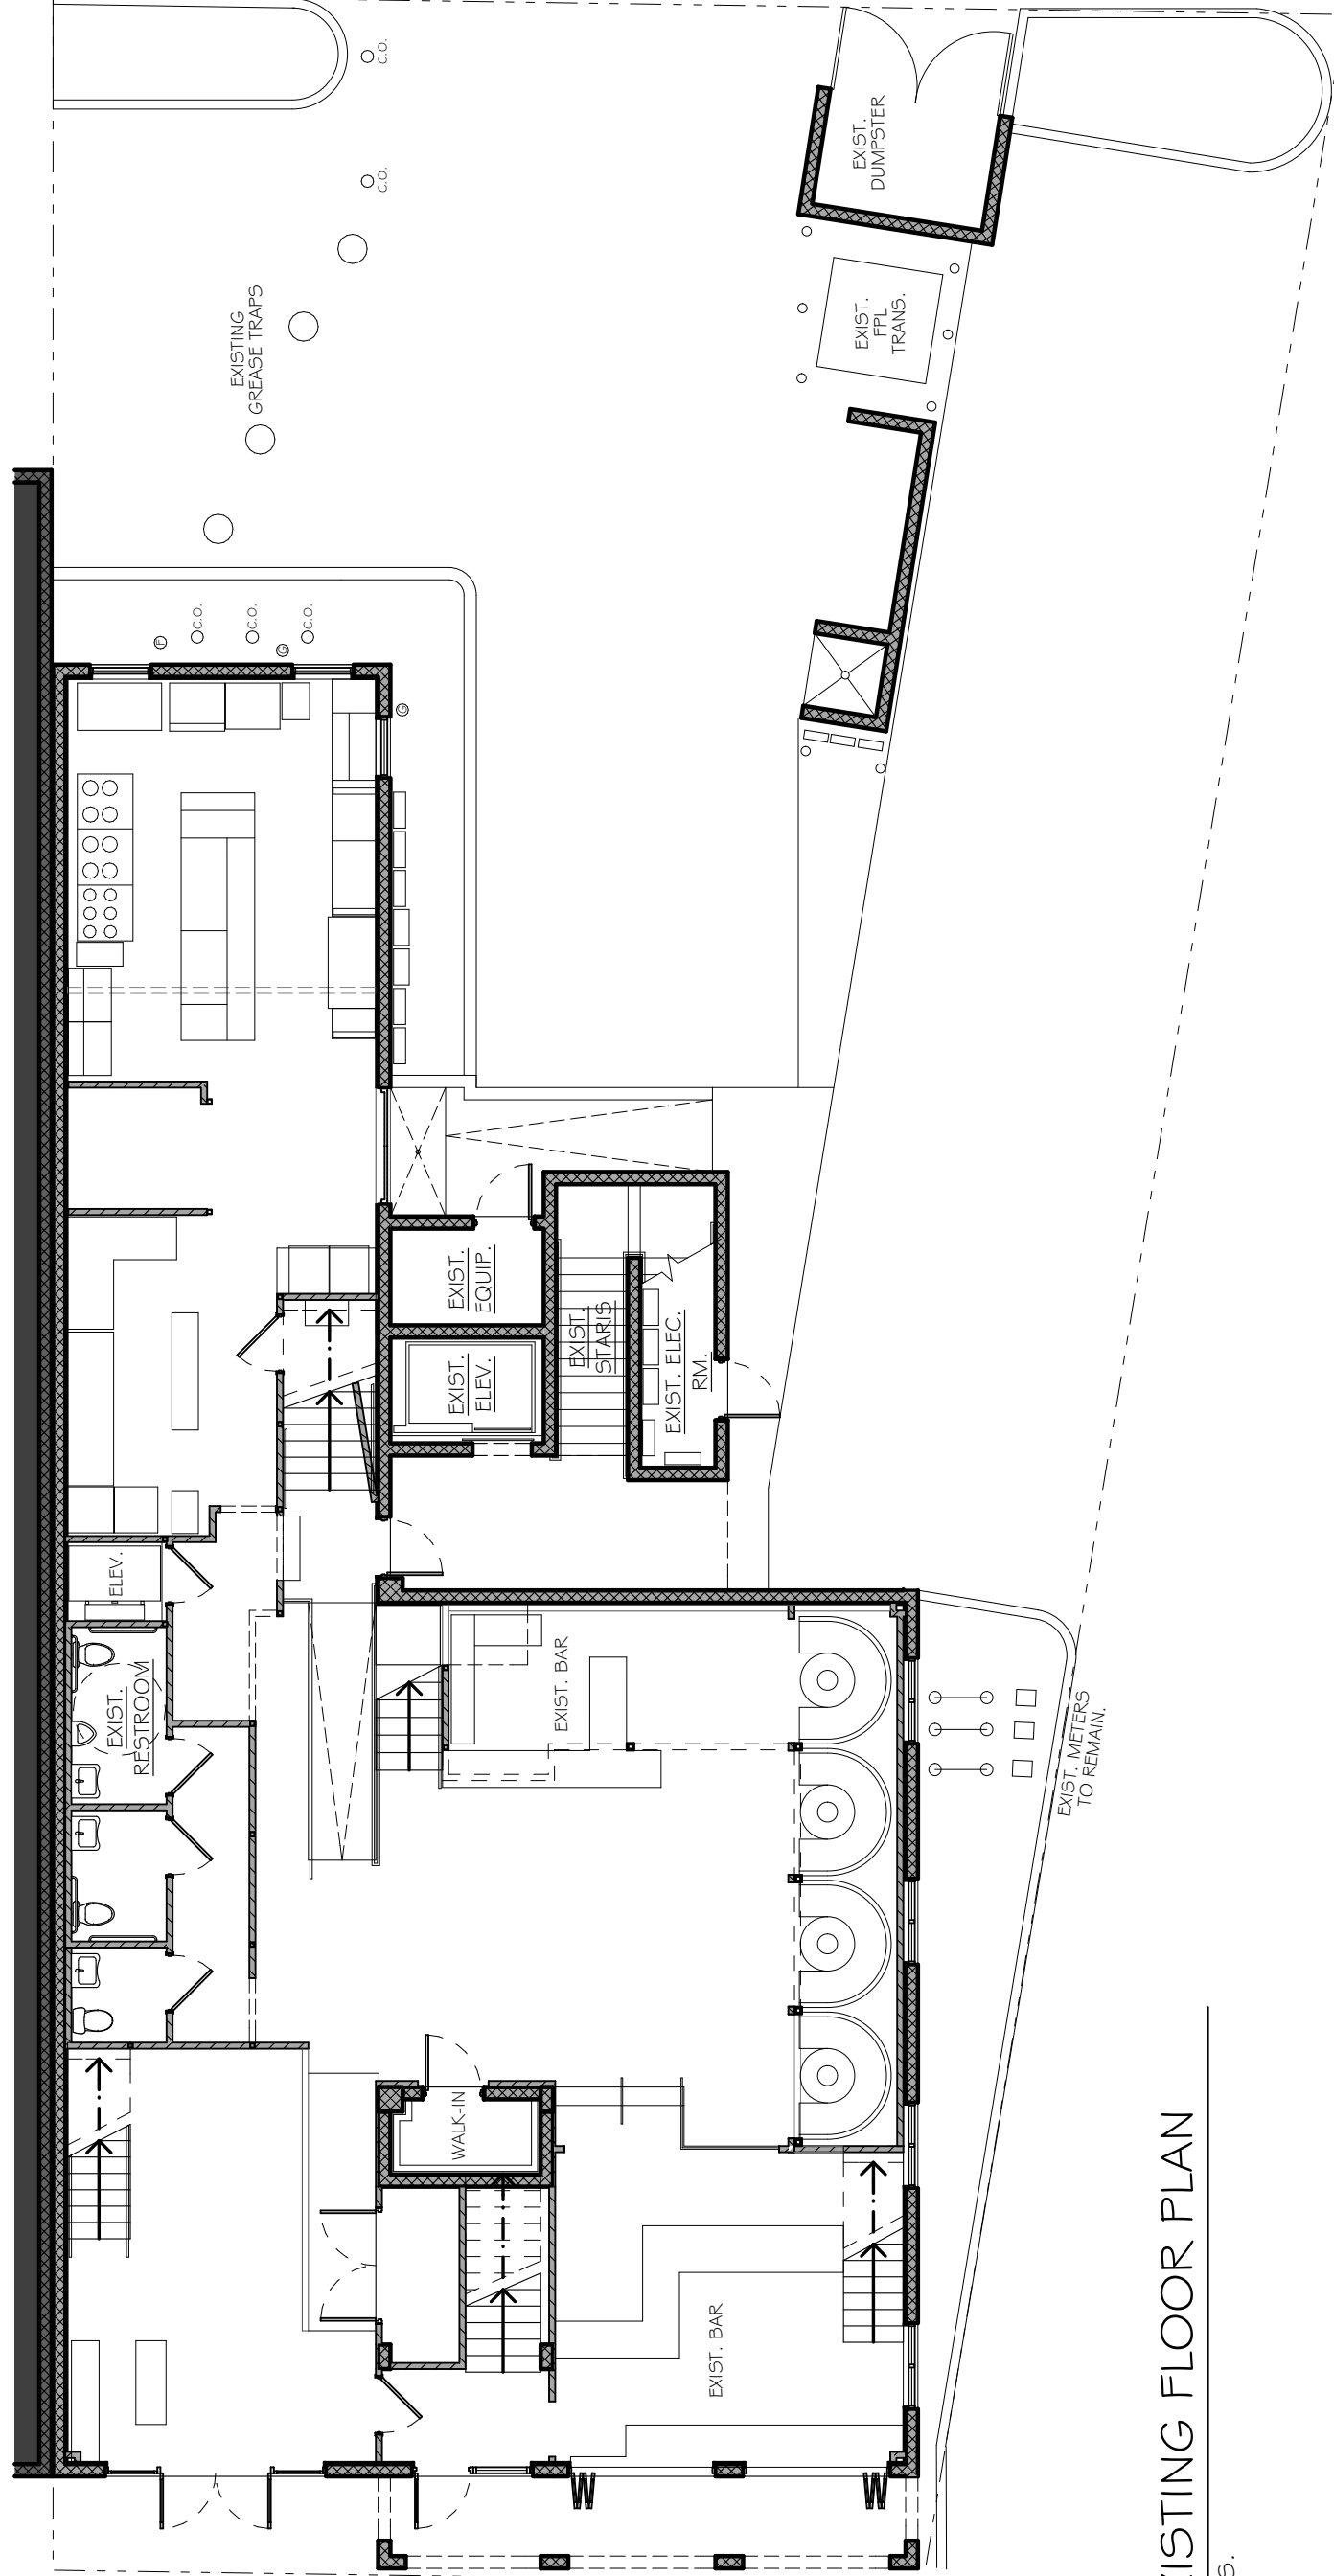 C.O.
C.O.
EXIST.
DUMPSTER
EXISTING
GREASE TRAPS
EXIST.
FPL
TRANS.
F
C.O.
C.O.
G
C.O.
G
EXIST.
EQUIP.
EXIST.
ELEV.
EXIST.
STARIS
EXIST. ELEC.
RM.
ELEV.
EXIST.
RESTROOM
EXIST. BAR
EXIST. METERS
TO REMAIN.
WALK-IN
EXIST. BAR
ISTING FLOOR PLAN
S.